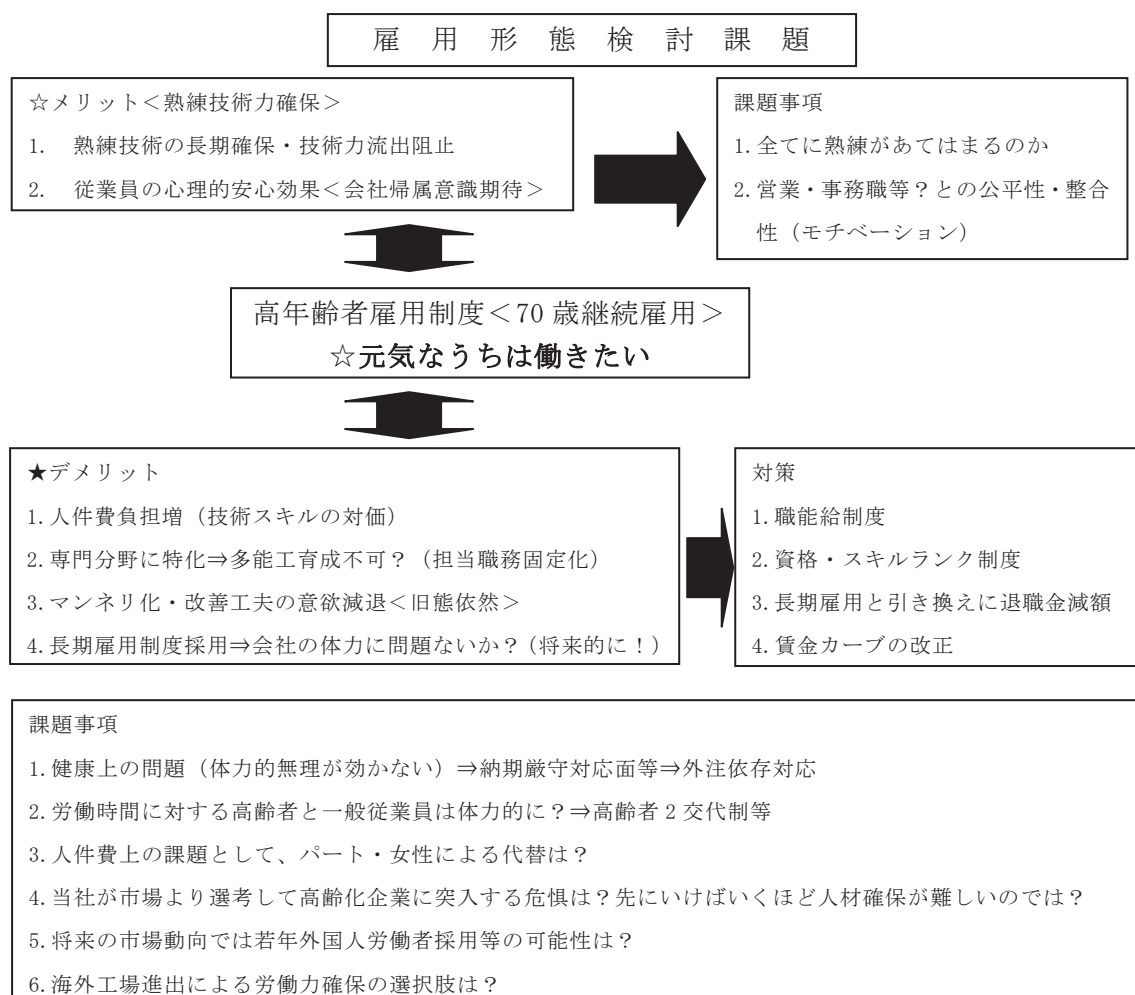 雇用形態検討課題
☆メリット＜熟練技術力確保＞
1. 熟練技術の長期確保・技術力流出阻止
2. 従業員の心理的安心効果＜会社帰属意識期待＞
課題事項
1.全てに熟練があてはまるのか
2.営業・事務職等？との公平性・整合
性（モチベーション）
高年齢者雇用制度＜70 歳継続雇用＞
☆元気なうちは働きたい
★デメリット
1.人件費負担増（技術スキルの対価）
2.専門分野に特化⇒多能工育成不可？（担当職務固定化）
3.マンネリ化・改善工夫の意欲減退＜旧態依然＞
4.長期雇用制度採用⇒会社の体力に問題ないか？(将来的に！)
対策
1.職能給制度
2.資格・スキルランク制度
3.長期雇用と引き換えに退職金減額
4.賃金カーブの改正
課題事項
1.健康上の問題（体力的無理が効かない）⇒納期厳守対応面等⇒外注依存対応
2.労働時間に対する高齢者と一般従業員は体力的に？⇒高齢者 2 交代制等
3.人件費上の課題として、パート・女性による代替は？
4.当社が市場より選考して高齢化企業に突入する危惧は？先にいけばいくほど人材確保が難しいのでは？
5.将来の市場動向では若年外国人労働者採用等の可能性は？
6.海外工場進出による労働力確保の選択肢は？